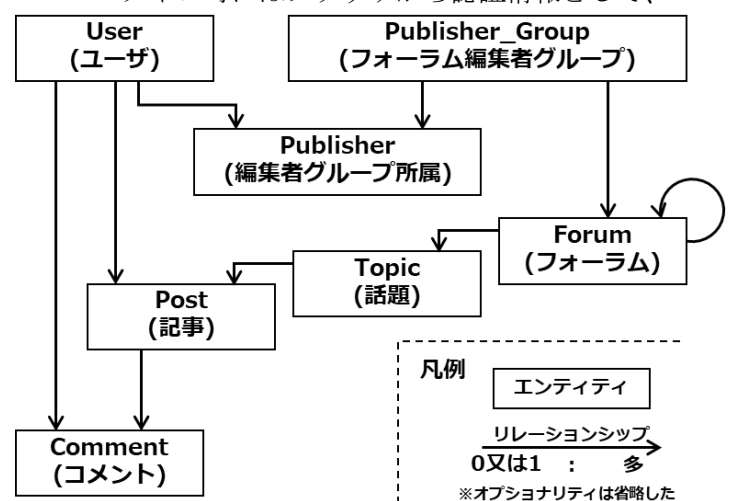 User
(ユーザ)
Publisher_Group
(フォーラム編集者グループ)
Publisher
(編集者グループ所属)
Forum
(フォーラム)
Topic
(話題)
Post
(記事)
Comment
(コメント)
凡例
エンティティ
リレーションシップ
0又は1 : 多
※オプショナリティは省略した